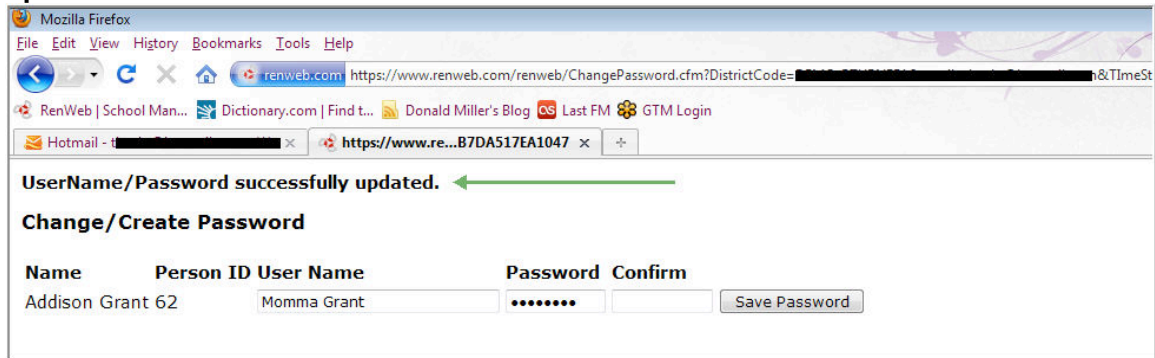 Mozilla Firefox
File Edit View History Bookmarks Tools Help
renweb.com https://www.renweb.com/renweb/ChangePassword.cfm?DistrictCode= h&TImeSt
RenWeb | School Man... Dictionary.com | Find t... Donald Miller's Blog Last FM GTM Login
Hotmail - t https://www.re...B7DA517EA1047
UserName/Password successfully updated.
Change/Create Password
Name Person ID User Name Password Confirm
Addison Grant 62 Momma Grant •••••••• Save Password